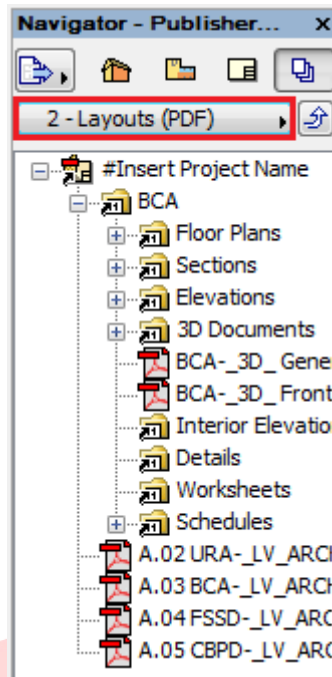 Navigator - Publisher... x
2 - Layouts (PDF)
#Insert Project Name
BCA
Floor Plans
Sections
Elevations
3D Documents
BCA-_3D_ Gene
BCA-_3D_ Front
Interior Elevation
Details
Worksheets
Schedules
A.02 URA-_LV_ARCH
A.03 BCA-_LV_ARCH
A.04 FSSD-_LV_ARC
A.05 CBPD-_LV_ARC